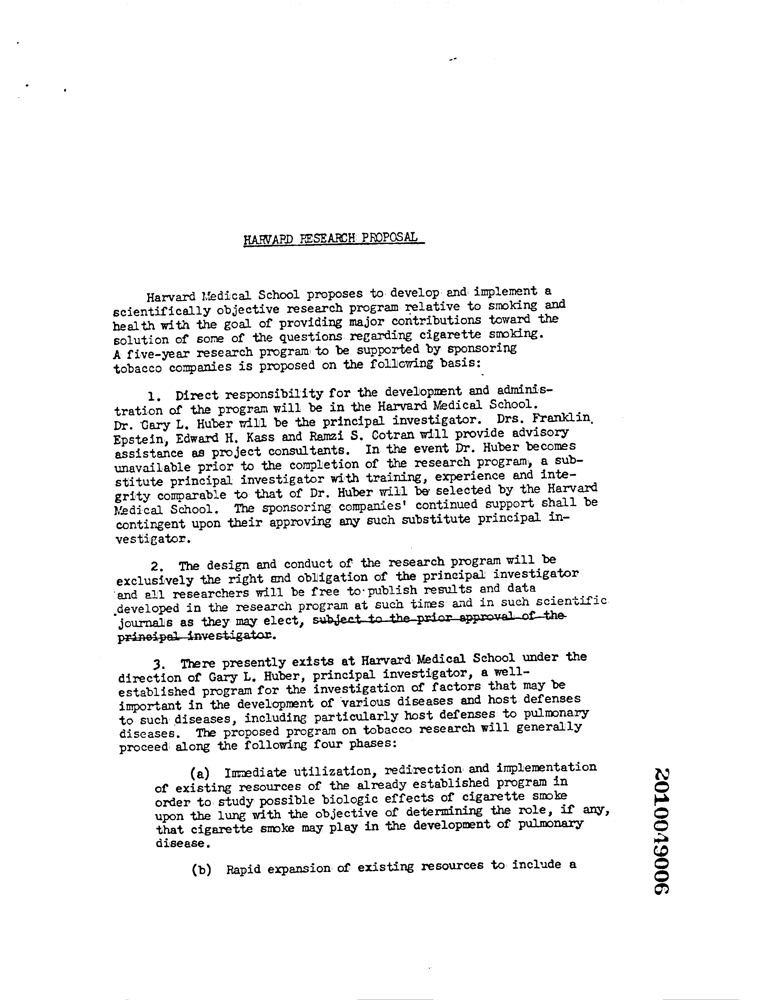 HARVARD RESEARCH PROPOSAL
Harvard Medical School proposes to develop and implement a
scientifically objective research program relative to smoking and
health with the goal of providing major contributions toward the
solution of some of the questions regarding cigarette smoking.
A five-year research program to be supported by sponsoring
tobacco companies is proposed on the following basis:
1. Direct responsibility for the development and adminis-
tration of the program will be in the Harvard Medical School.
Dr. Gary L. Huber will be the principal investigator. Drs. Franklin
Epstein, Edward H. Kass and Ramzi S. Cotran will provide advisory
assistance as project consultants. In the event Dr. Huber becomes
unavailable prior to the completion of the research program, a sub-
stitute principal investigator with training, experience and inte-
grity comparable to that of Dr. Huber will be selected by the Harvard
Medical School. The sponsoring companies' continued support shall be
contingent upon their approving any such substitute principal in-
vestigator.
2. The design and conduct of the research program will be
exclusively the right and obligation of the principal investigator
and all researchers will be free to publish results and data
developed in the research program at such times and in such scientific
journals as they may elect, subject to the prior approval of the
principal investigator.
3. There presently exists at Harvard Medical School under the
direction of Gary L. Huber, principal investigator, a well-
established program for the investigation of factors that may be
important in the development of various diseases and host defenses
to such diseases, including particularly host defenses to pulmonary
diseases. The proposed program on tobacco research will generally
proceed along the following four phases:
(a) Immediate utilization, redirection and implementation
of existing resources of the already established program in
order to study possible biologic effects of cigarette smoke
upon the lung with the objective of determining the role, if any,
that cigarette smoke may play in the development of pulmonary
disease.
(b) Rapid expansion of existing resources to include a
2010049006